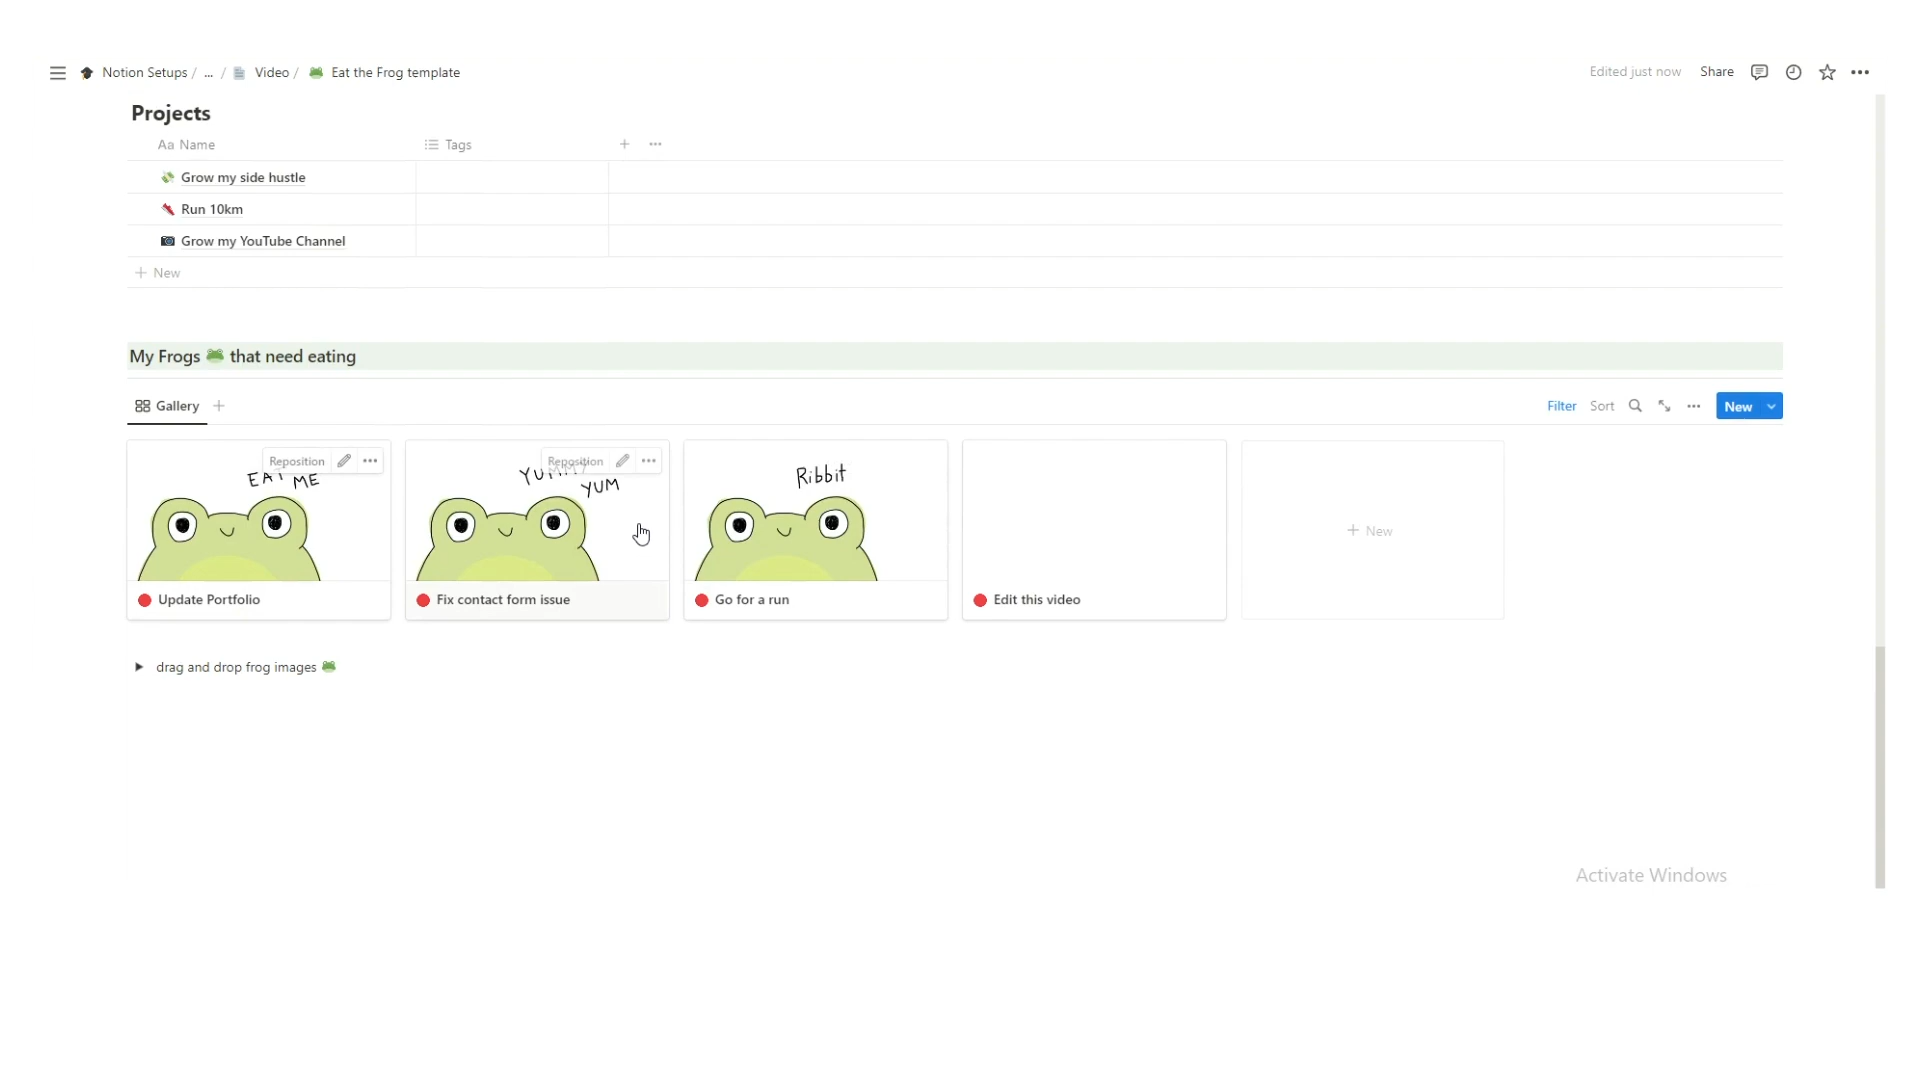 Notion Setups / ... / Video / Eat the Frog template
Edited just now Share
Projects
Aa Name Tags
Grow my side hustle
Run 10km
Grow my YouTube Channel
+ New
My Frogs 🐸 that need eating
Gallery +
Filter Sort New
Reposition
EAT ME
Update Portfolio
Reposition
YUMMY YUM
Fix contact form issue
Ribbit
Go for a run
Edit this video
+ New
drag and drop frog images 🐸
Activate Windows